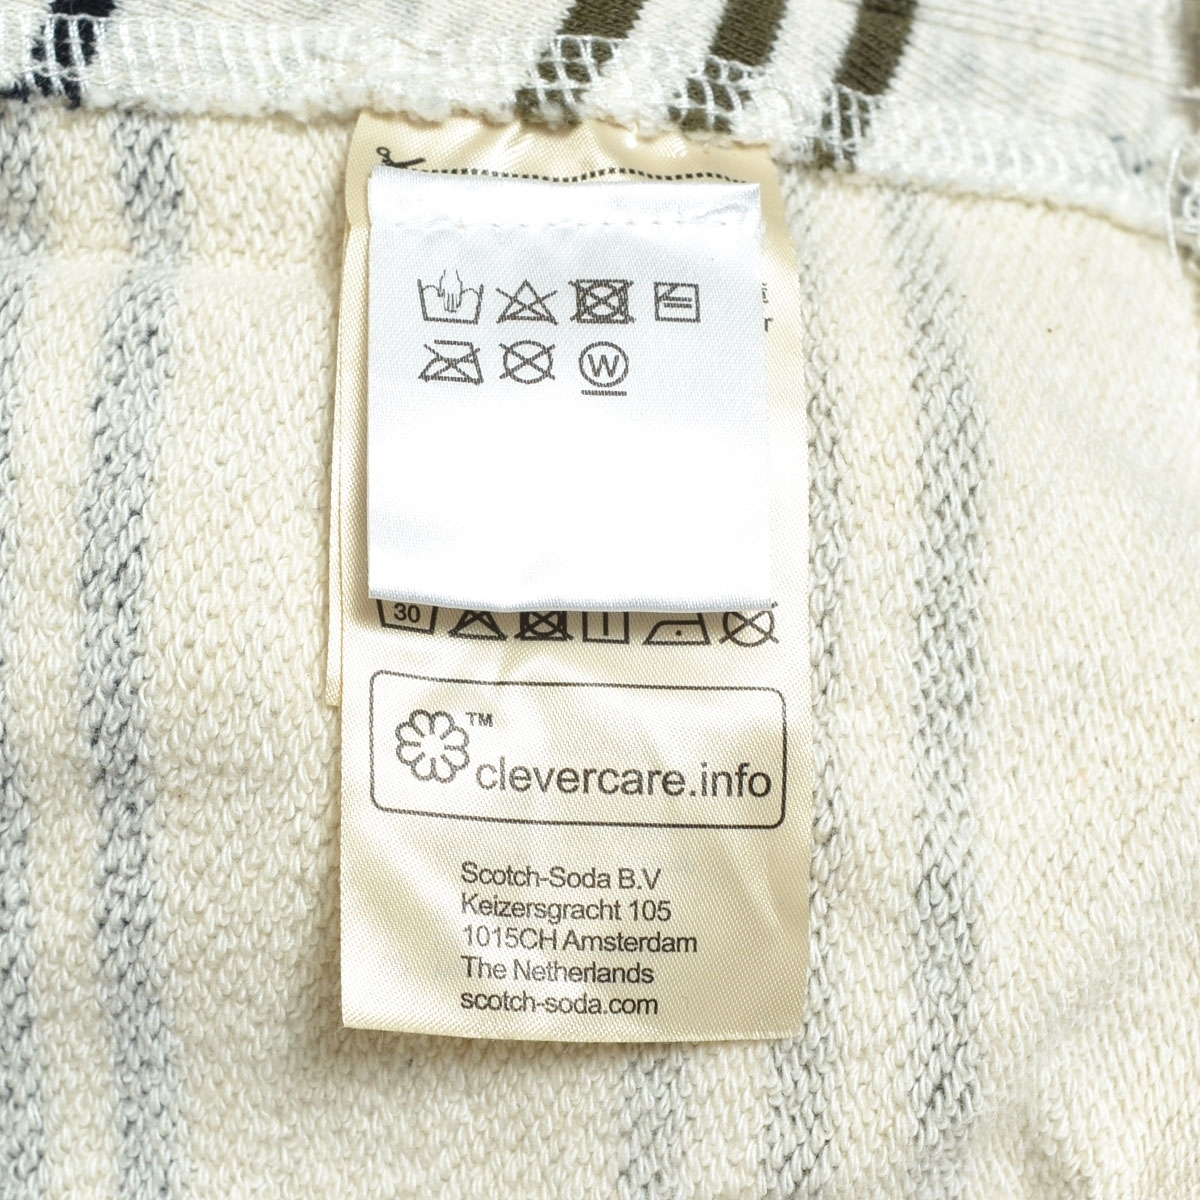 W
30
™
clevercare.info
Scotch-Soda B.V
Keizersgracht 105
1015CH Amsterdam
The Netherlands
scotch-soda.com